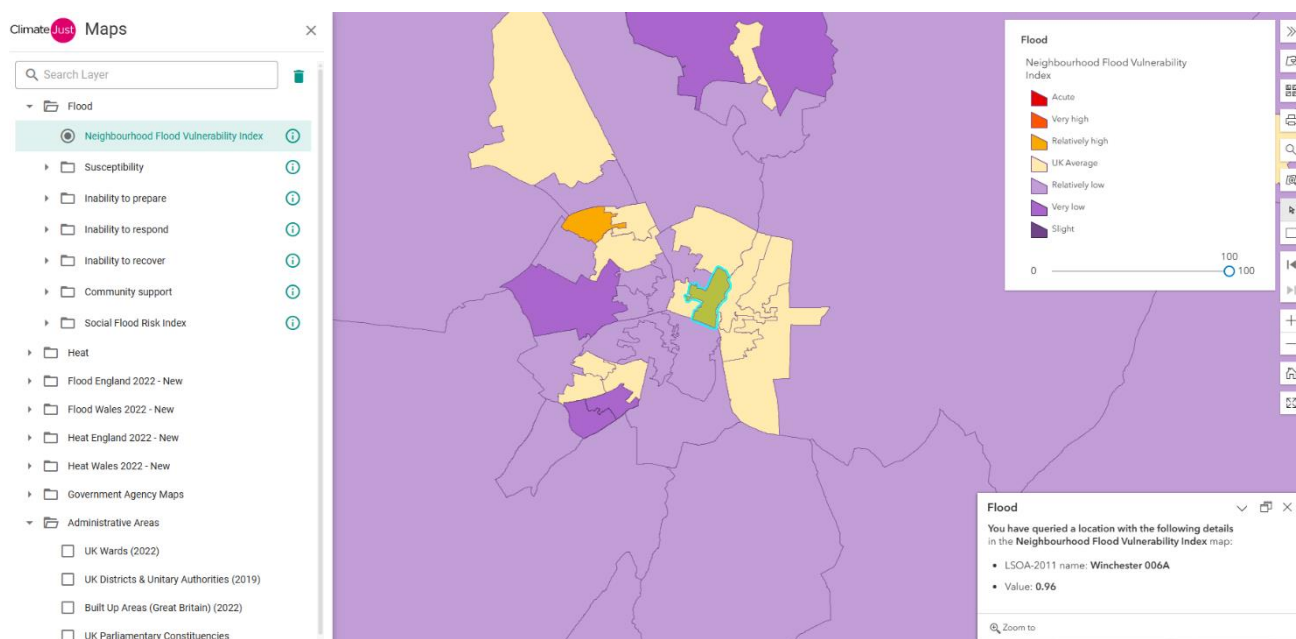 Climate Just Maps
Search Layer
Flood
Neighbourhood Flood Vulnerability Index
Susceptibility
Inability to prepare
Inability to respond
Inability to recover
Community support
Social Flood Risk Index
Heat
Flood England 2022 - New
Flood Wales 2022 - New
Heat England 2022 - New
Heat Wales 2022 - New
Government Agency Maps
Administrative Areas
UK Wards (2022)
UK Districts & Unitary Authorities (2019)
Built Up Areas (Great Britain) (2022)
UK Parliamentary Constituencies
Flood
Neighbourhood Flood Vulnerability
Index
Acute
Very high
Relatively high
UK Average
Relatively low
Very low
Slight
100
0 100
Flood
You have queried a location with the following details
in the Neighbourhood Flood Vulnerability Index map:
• LSOA-2011 name: Winchester 006A
• Value: 0.96
Zoom to